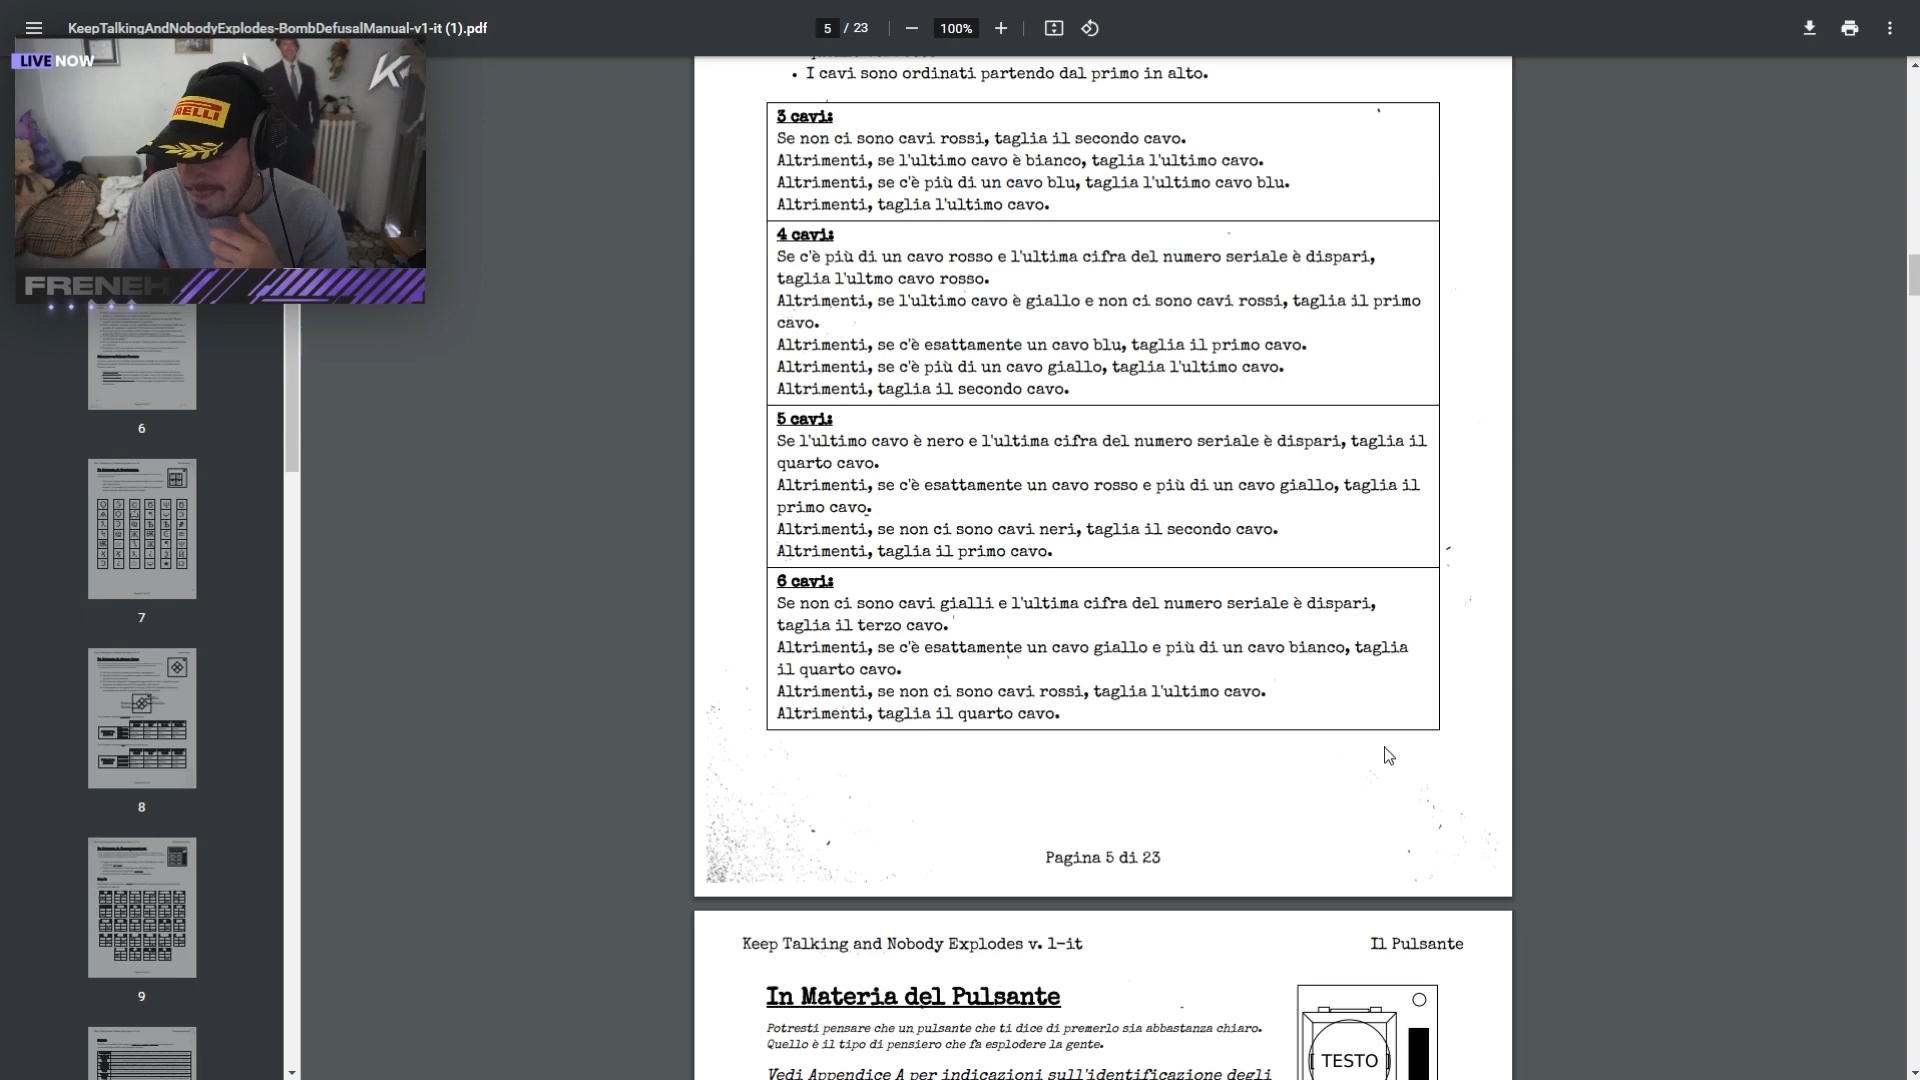 KeepTalkingAndNobodyExplodes-BombDefusalManual-v1-it (1).pdf
5 / 23
100%
LIVE NOW
RELLI
FRENEH
6
7
8
9
• I cavi sono ordinati partendo dal primo in alto.
3 cavi:
Se non ci sono cavi rossi, taglia il secondo cavo.
Altrimenti, se l'ultimo cavo è bianco, taglia l'ultimo cavo.
Altrimenti, se c'è più di un cavo blu, taglia l'ultimo cavo blu.
Altrimenti, taglia l'ultimo cavo.
4 cavi:
Se c'è più di un cavo rosso e l'ultima cifra del numero seriale è dispari,
taglia l'ultmo cavo rosso.
Altrimenti, se l'ultimo cavo è giallo e non ci sono cavi rossi, taglia il primo
cavo.
Altrimenti, se c'è esattamente un cavo blu, taglia il primo cavo.
Altrimenti, se c'è più di un cavo giallo, taglia l'ultimo cavo.
Altrimenti, taglia il secondo cavo.
5 cavi:
Se l'ultimo cavo è nero e l'ultima cifra del numero seriale è dispari, taglia il
quarto cavo.
Altrimenti, se c'è esattamente un cavo rosso e più di un cavo giallo, taglia il
primo cavo.
Altrimenti, se non ci sono cavi neri, taglia il secondo cavo.
Altrimenti, taglia il primo cavo.
6 cavi:
Se non ci sono cavi gialli e l'ultima cifra del numero seriale è dispari,
taglia il terzo cavo.
Altrimenti, se c'è esattamente un cavo giallo e più di un cavo bianco, taglia
il quarto cavo.
Altrimenti, se non ci sono cavi rossi, taglia l'ultimo cavo.
Altrimenti, taglia il quarto cavo.
Pagina 5 di 23
Keep Talking and Nobody Explodes v. 1-it
Il Pulsante
In Materia del Pulsante
Potresti pensare che un pulsante che ti dice di premerlo sia abbastanza chiaro.
Quello è il tipo di pensiero che fa esplodere la gente.
TESTO
Vedi Appendice A per indicazioni sull'identificazione degli